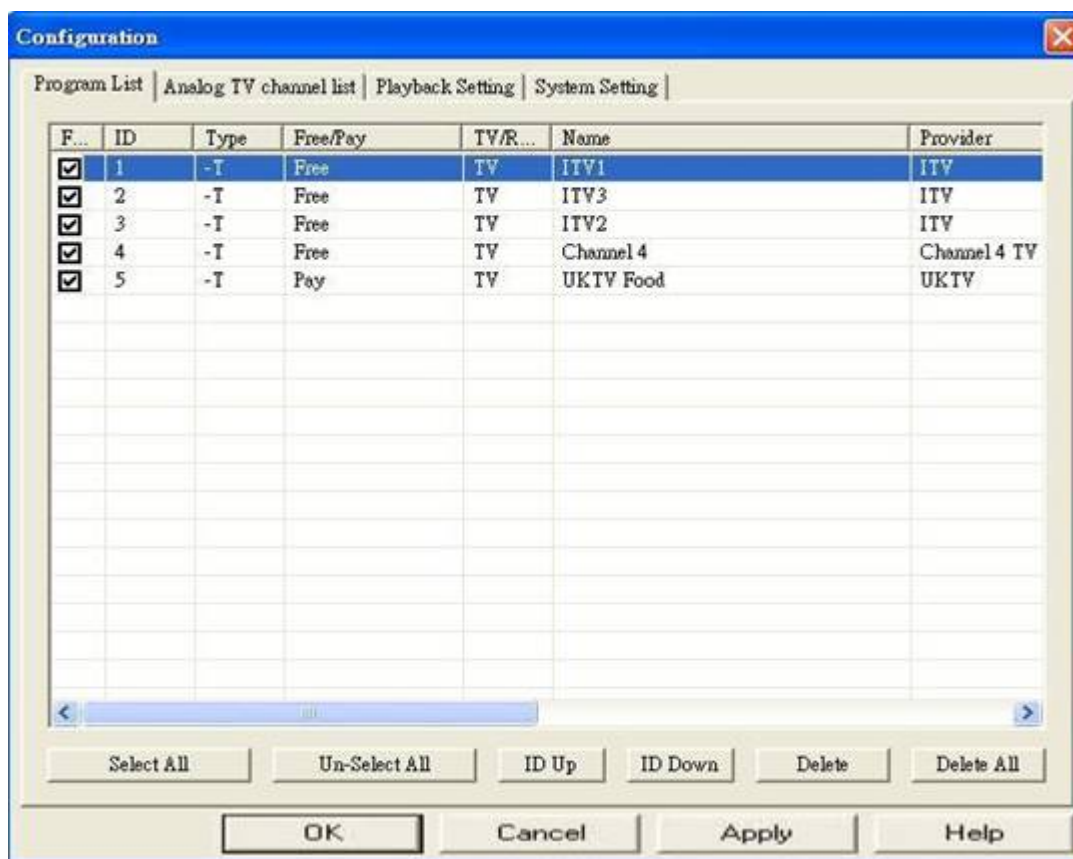 Configuration
Program List Analog TV channel list Playback Setting System Setting
F... ID Type Free/Pay TV/R... Name Provider
1 -T Free TV ITV1 ITV
2 -T Free TV ITV3 ITV
3 -T Free TV ITV2 ITV
4 -T Free TV Channel 4 Channel 4 TV
5 -T Pay TV UKTV Food UKTV
Select All Un-Select All ID Up ID Down Delete Delete All
OK Cancel Apply Help